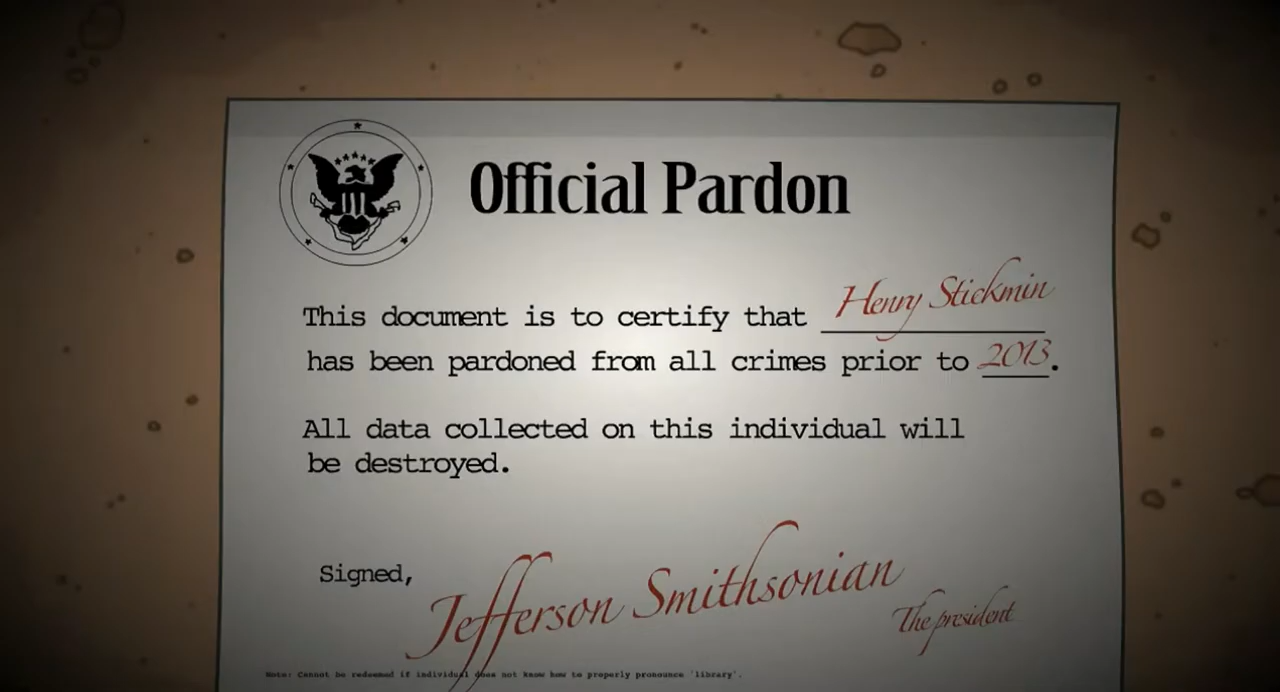 Official Pardon
This document is to certify that Henry Stickmin
has been pardoned from all crimes prior to 2013.
All data collected on this individual will
be destroyed.
Signed, Jefferson Smithsonian
The president
Note: Cannot be redeemed if individual does not know how to properly pronounce 'library'.